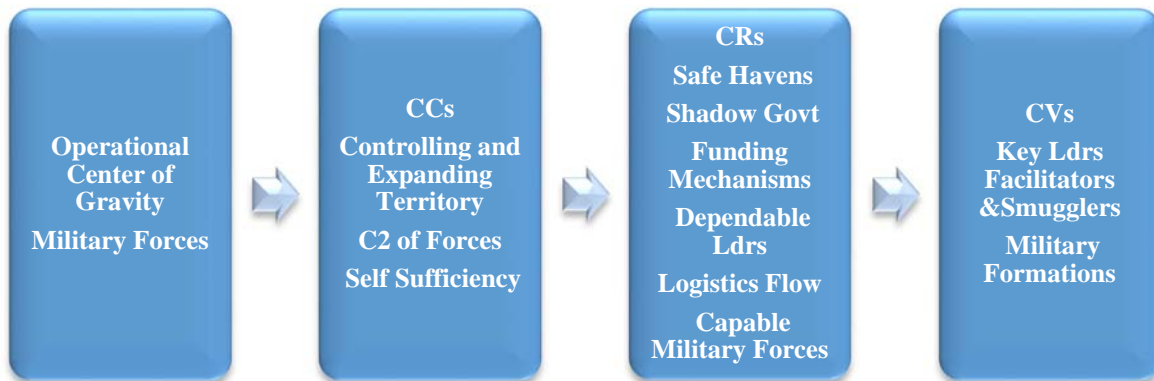 Operational
Center of
Gravity
Military Forces
CCs
Controlling and
Expanding
Territory
C2 of Forces
Self Sufficiency
CRs
Safe Havens
Shadow Govt
Funding
Mechanisms
Dependable
Ldrs
Logistics Flow
Capable
Military Forces
CVs
Key Ldrs
Facilitators
&Smugglers
Military
Formations